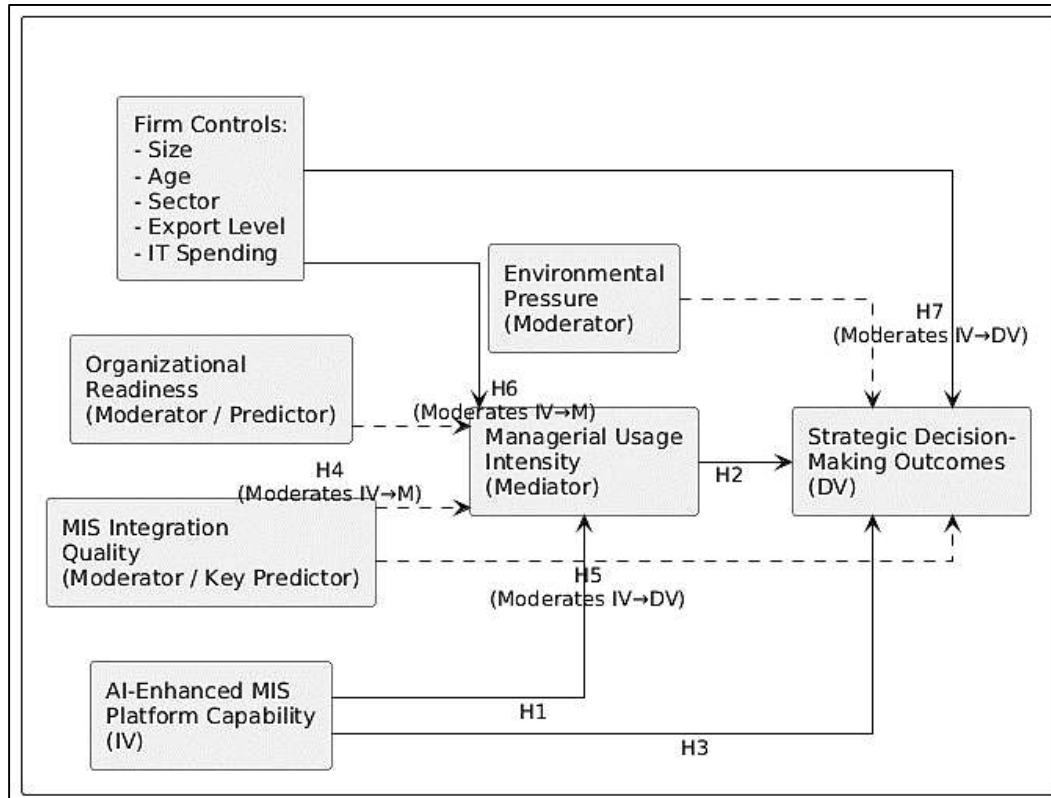 Firm Controls:
- Size
- Age
- Sector
- Export Level
- IT Spending
Environmental
Pressure
(Moderator)
H7
(Moderates IV→DV)
Organizational
Readiness
(Moderator / Predictor)
H6
(Moderates IV→M)
Managerial Usage
Intensity
(Mediator)
H2
Strategic Decision-
Making Outcomes
(DV)
H4
(Moderates IV→M)
MIS Integration
Quality
(Moderator / Key Predictor)
H5
(Moderates IV→DV)
AI-Enhanced MIS
Platform Capability
(IV)
H1
H3